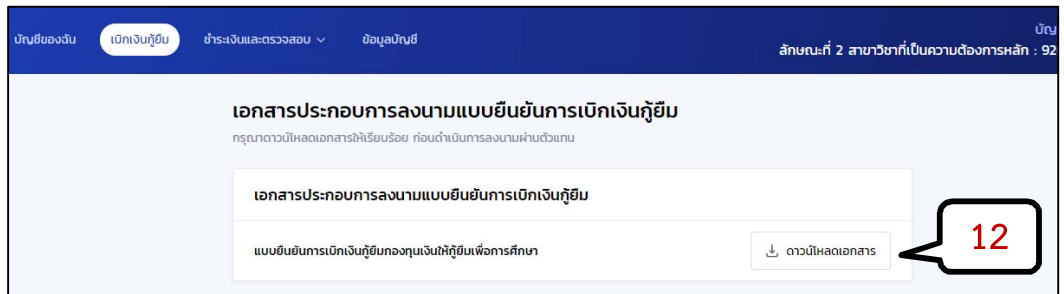 บัญ
บัญชีของฉัน เบิกเงินกู้ยืม ชำระเงินและตรวจสอบ ข้อมูลบัญชี
ลักษณะที่ 2 สาขาวิชาที่เป็นความต้องการหลัก : 92
เอกสารประกอบการลงนามแบบยืนยันการเบิกเงินกู้ยืม
กรุณาดาวน์โหลดเอกสารให้เรียบร้อย ก่อนดำเนินการลงนามผ่านตัวแทน
เอกสารประกอบการลงนามแบบยืนยันการเบิกเงินกู้ยืม
แบบยืนยันการเบิกเงินกู้ยืมกองทุนเงินให้กู้ยืมเพื่อการศึกษา ดาวน์โหลดเอกสาร 12